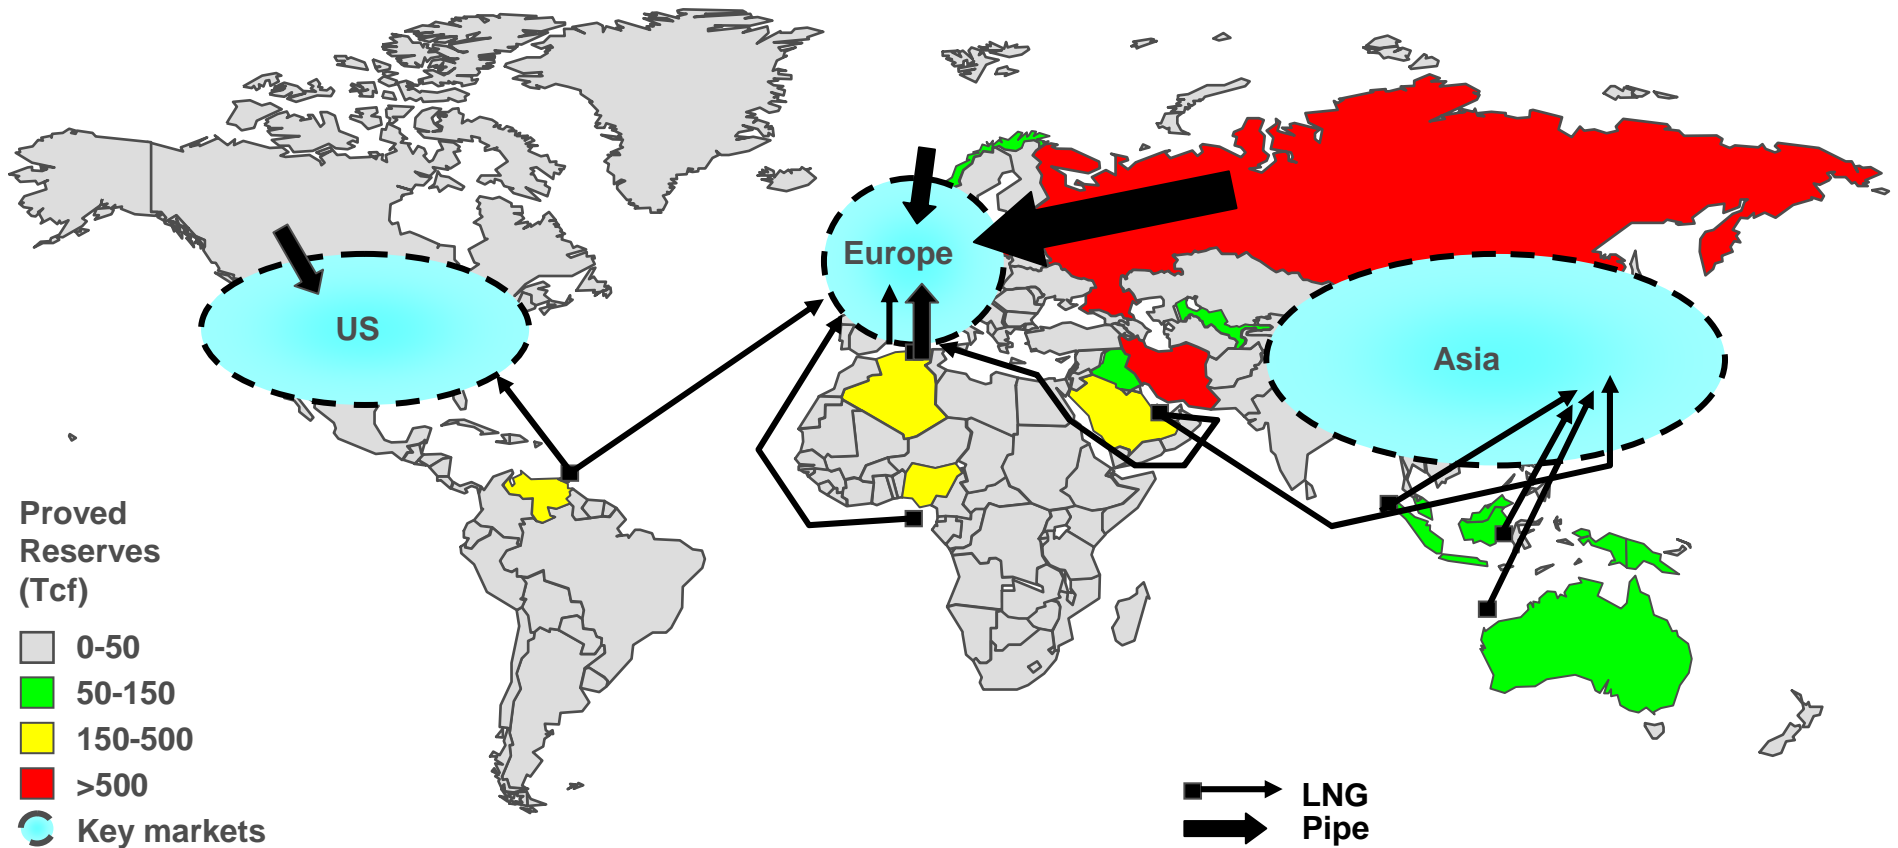 Europe
US
Asia
Proved
Reserves
(Tcf)
0-50
50-150
150-500
>500
Key markets
LNG
Pipe